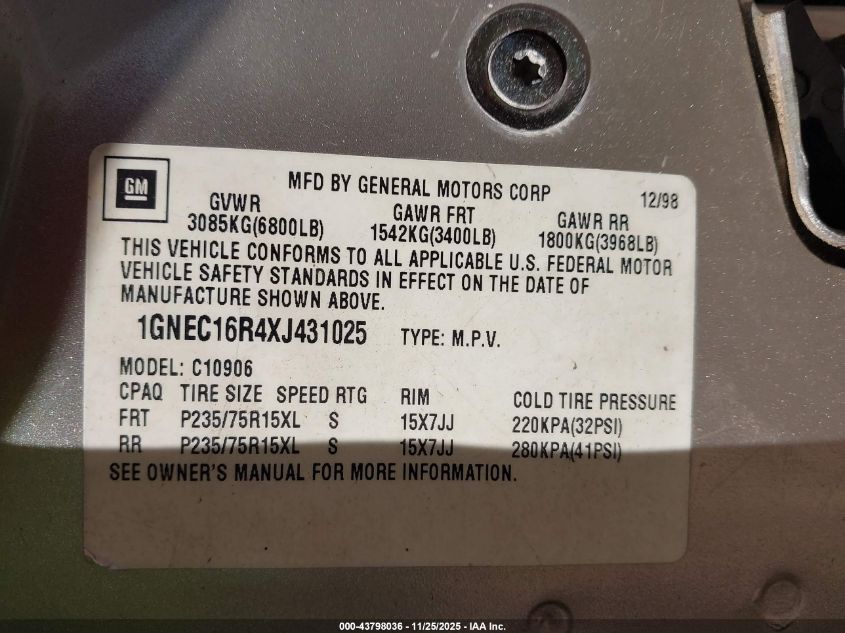 GM
MFD BY GENERAL MOTORS CORP 12/98
GVWR GAWR FRT GAWR RR
3085KG(6800LB) 1542KG(3400LB) 1800KG(3968LB)
THIS VEHICLE CONFORMS TO ALL APPLICABLE U.S. FEDERAL MOTOR
VEHICLE SAFETY STANDARDS IN EFFECT ON THE DATE OF
MANUFACTURE SHOWN ABOVE.
1GNEC16R4XJ431025 TYPE: M.P.V.
MODEL: C10906
CPAQ TIRE SIZE SPEED RTG RIM COLD TIRE PRESSURE
FRT P235/75R15XL S 15X7JJ 220KPA(32PSI)
RR P235/75R15XL S 15X7JJ 280KPA(41PSI)
SEE OWNER'S MANUAL FOR MORE INFORMATION.
000-43798036 - 11/25/2025 - IAA Inc.